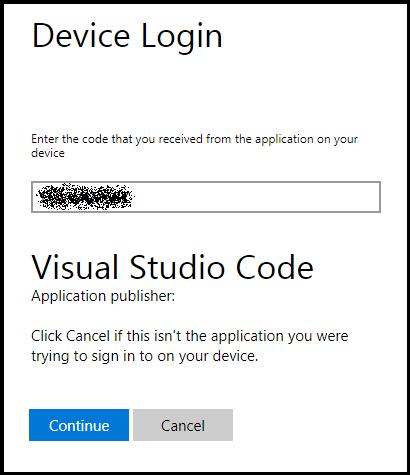 Device Login
Enter the code that you received from the application on your
device
Visual Studio Code
Application publisher:
Click Cancel if this isn't the application you were
trying to sign in to on your device.
Continue
Cancel